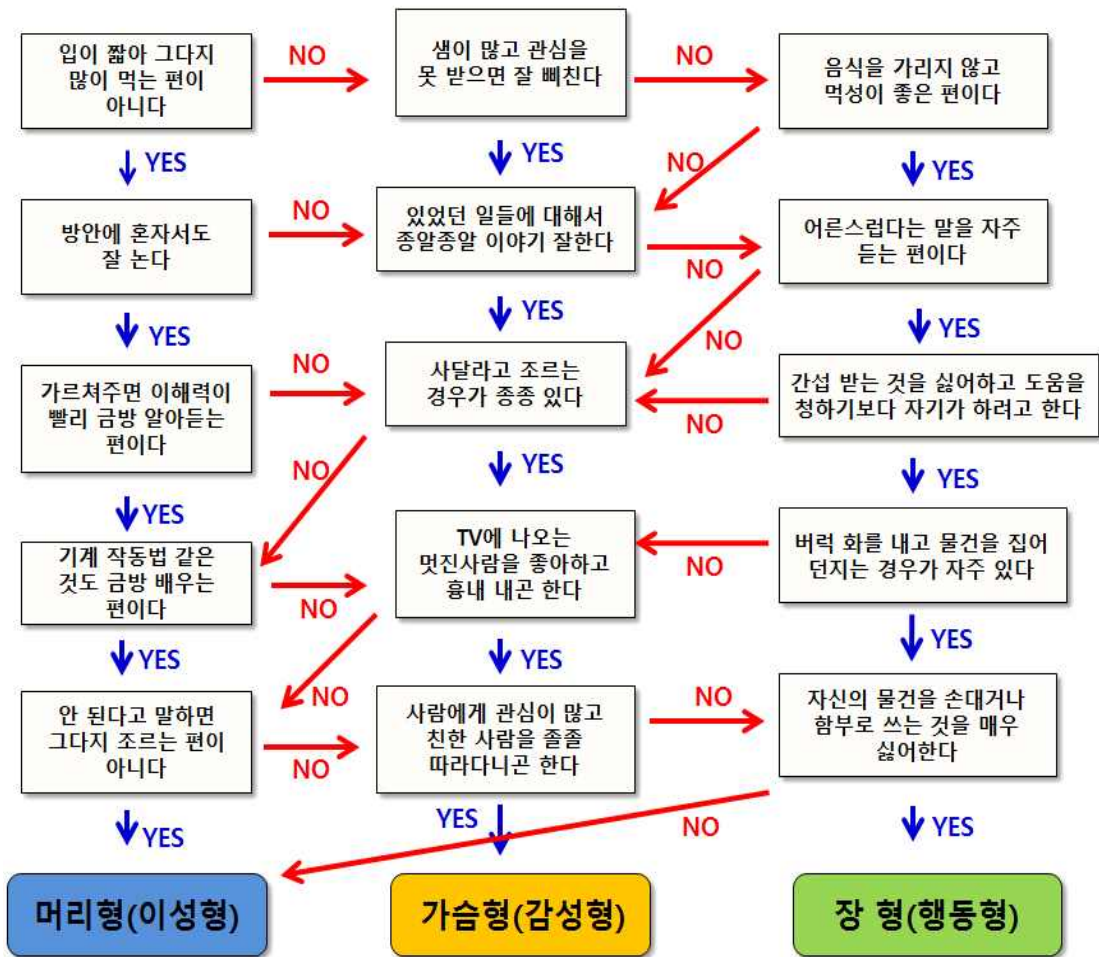 입이 짧아 그다지
많이 먹는 편이
아니다
NO
샘이 많고 관심을
못 받으면 잘 삐친다
NO
음식을 가리지 않고
먹성이 좋은 편이다
YES
YES
NO
YES
방안에 혼자서도
잘 논다
NO
있었던 일들에 대해서
종알종알 이야기 잘한다
NO
어른스럽다는 말을 자주
듣는 편이다
YES
YES
NO
YES
가르쳐주면 이해력이
빨리 금방 알아듣는
편이다
NO
사달라고 조르는
경우가 종종 있다
NO
간섭 받는 것을 싫어하고 도움을
청하기보다 자기가 하려고 한다
YES
NO
YES
YES
기계 작동법 같은
것도 금방 배우는
편이다
NO
TV에 나오는
멋진사람을 좋아하고
흉내 내곤 한다
NO
버럭 화를 내고 물건을 집어
던지는 경우가 자주 있다
YES
NO
YES
YES
안 된다고 말하면
그다지 조르는 편이
아니다
NO
사람에게 관심이 많고
친한 사람을 졸졸
따라다니곤 한다
NO
자신의 물건을 손대거나
함부로 쓰는 것을 매우
싫어한다
YES
YES
NO
YES
머리형(이성형)
가슴형(감성형)
장 형(행동형)